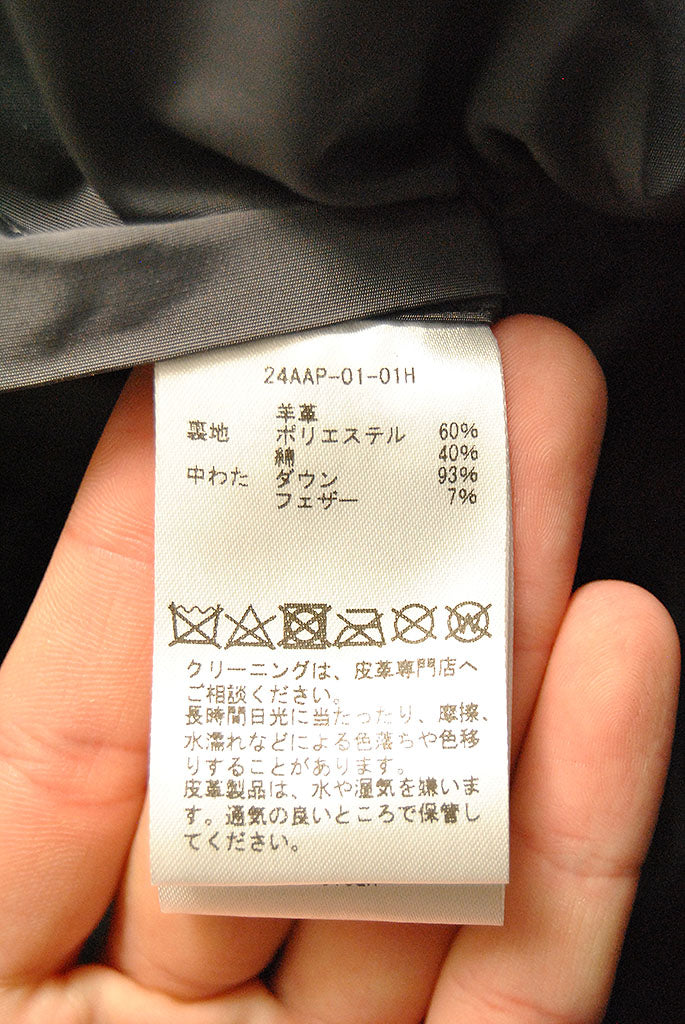 24AAP-01-01H
羊革
裏地 ポリエステル 60%
綿 40%
中わた ダウン 93%
フェザー 7%
クリーニングは、皮革専門店へ
ご相談ください。
長時間日光に当たったり、摩擦、
水濡れなどによる色落ちや色移
りすることがあります。
皮革製品は、水や湿気を嫌いま
す。通気の良いところで保管し
てください。